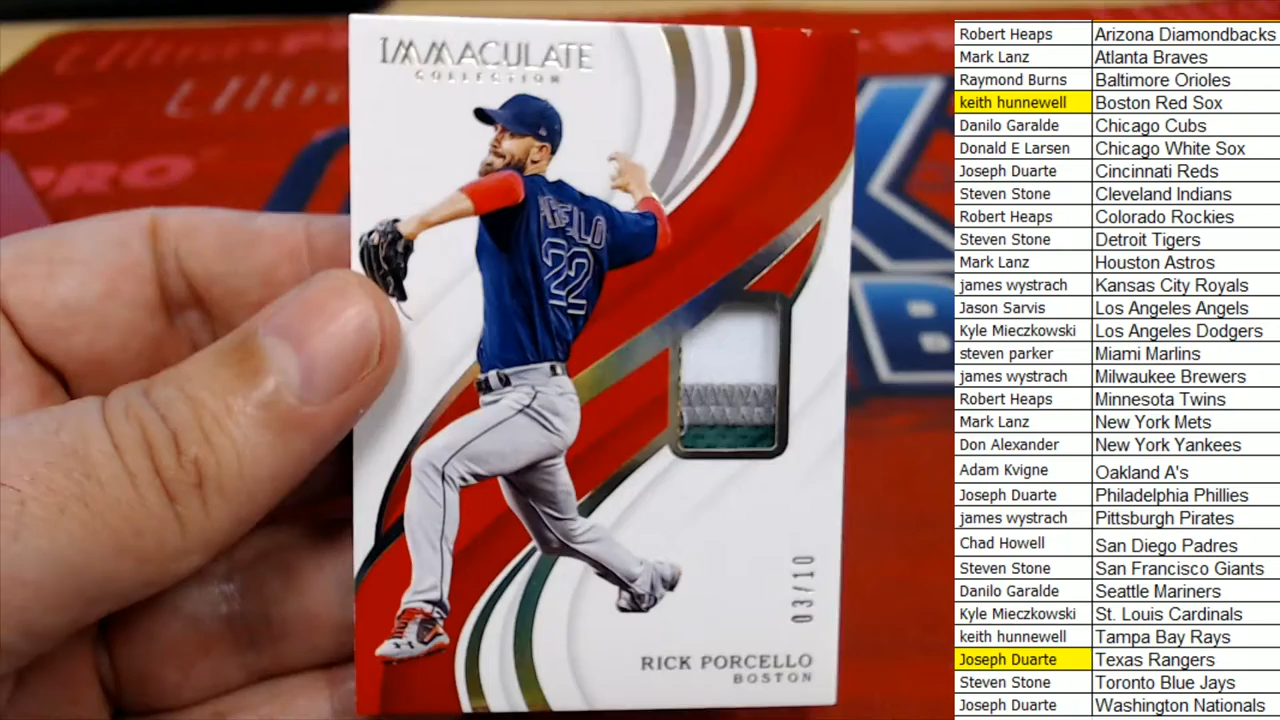 IMMACULATE
COLLECTION
22
03/10
RICK PORCELLO
BOSTON
PRO
Robert Heaps Arizona Diamondbacks
Mark Lanz Atlanta Braves
Raymond Burns Baltimore Orioles
keith hunnewell Boston Red Sox
Danilo Garalde Chicago Cubs
Donald E Larsen Chicago White Sox
Joseph Duarte Cincinnati Reds
Steven Stone Cleveland Indians
Robert Heaps Colorado Rockies
Steven Stone Detroit Tigers
Mark Lanz Houston Astros
james wystrach Kansas City Royals
Jason Sarvis Los Angeles Angels
Kyle Mieczkowski Los Angeles Dodgers
steven parker Miami Marlins
james wystrach Milwaukee Brewers
Robert Heaps Minnesota Twins
Mark Lanz New York Mets
Don Alexander New York Yankees
Adam Kvigne Oakland A's
Joseph Duarte Philadelphia Phillies
james wystrach Pittsburgh Pirates
Chad Howell San Diego Padres
Steven Stone San Francisco Giants
Danilo Garalde Seattle Mariners
Kyle Mieczkowski St. Louis Cardinals
keith hunnewell Tampa Bay Rays
Joseph Duarte Texas Rangers
Steven Stone Toronto Blue Jays
Joseph Duarte Washington Nationals